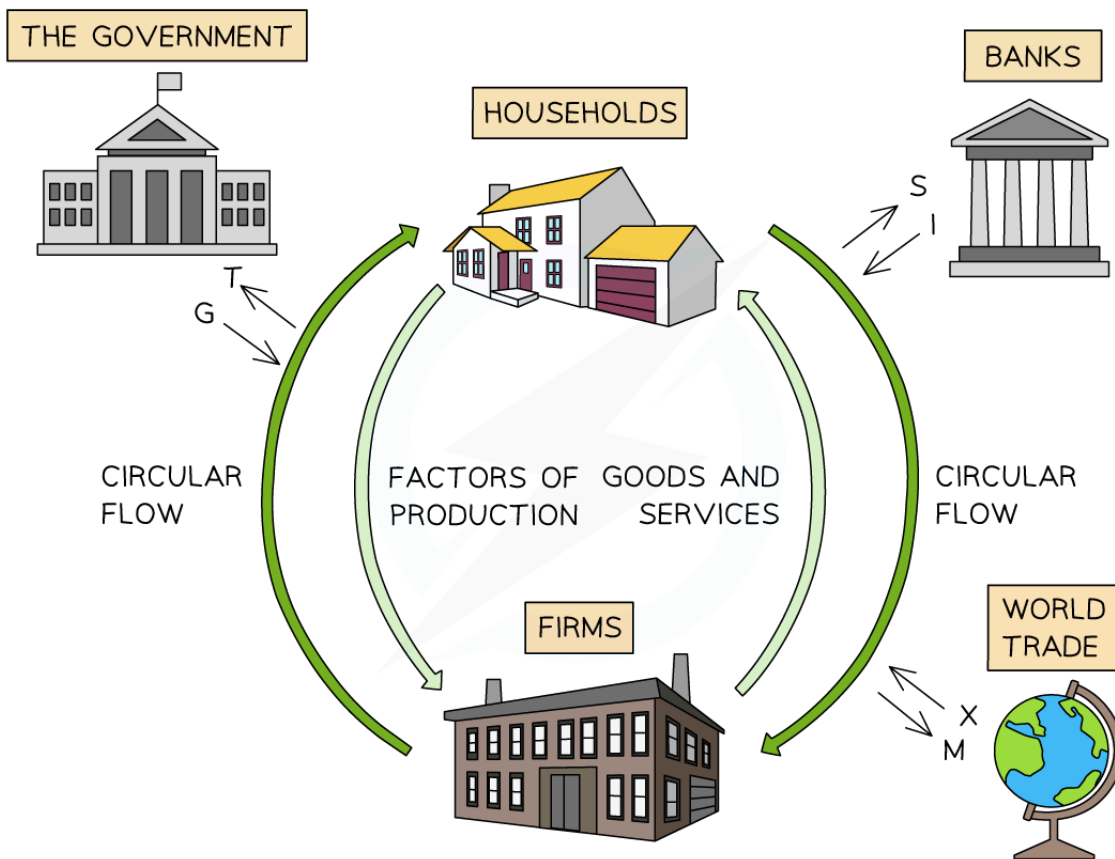 THE GOVERNMENT
BANKS
HOUSEHOLDS
S
I
T
G
CIRCULAR
FLOW
FACTORS OF
PRODUCTION
GOODS AND
SERVICES
CIRCULAR
FLOW
FIRMS
WORLD
TRADE
X
M